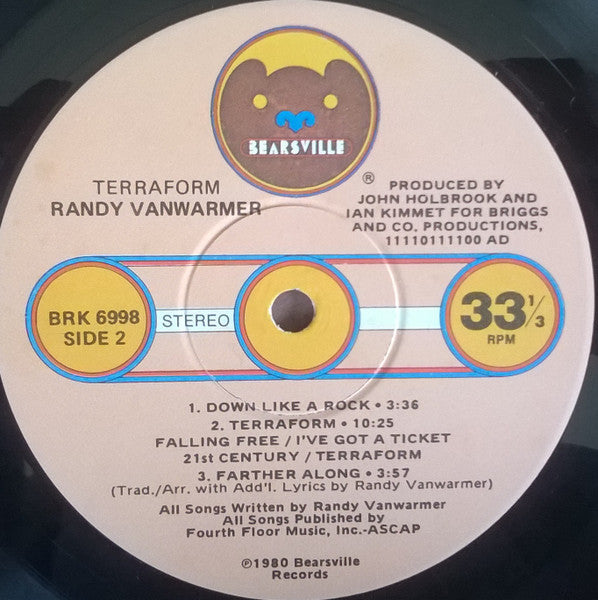 BEARSVILLE
®
TERRAFORM
RANDY VANWARMER
PRODUCED BY
JOHN HOLBROOK AND
IAN KIMMET FOR BRIGGS
AND CO. PRODUCTIONS,
11110111100 AD
BRK 6998
SIDE 2
STEREO
33 1/3
RPM
1. DOWN LIKE A ROCK • 3:36
2. TERRAFORM • 10:25
FALLING FREE / I'VE GOT A TICKET
21st CENTURY / TERRAFORM
3. FARTHER ALONG • 3:57
(Trad./Arr. with Add'l. Lyrics by Randy Vanwarmer)
All Songs Written by Randy Vanwarmer
All Songs Published by
Fourth Floor Music, Inc.-ASCAP
℗1980 Bearsville
Records